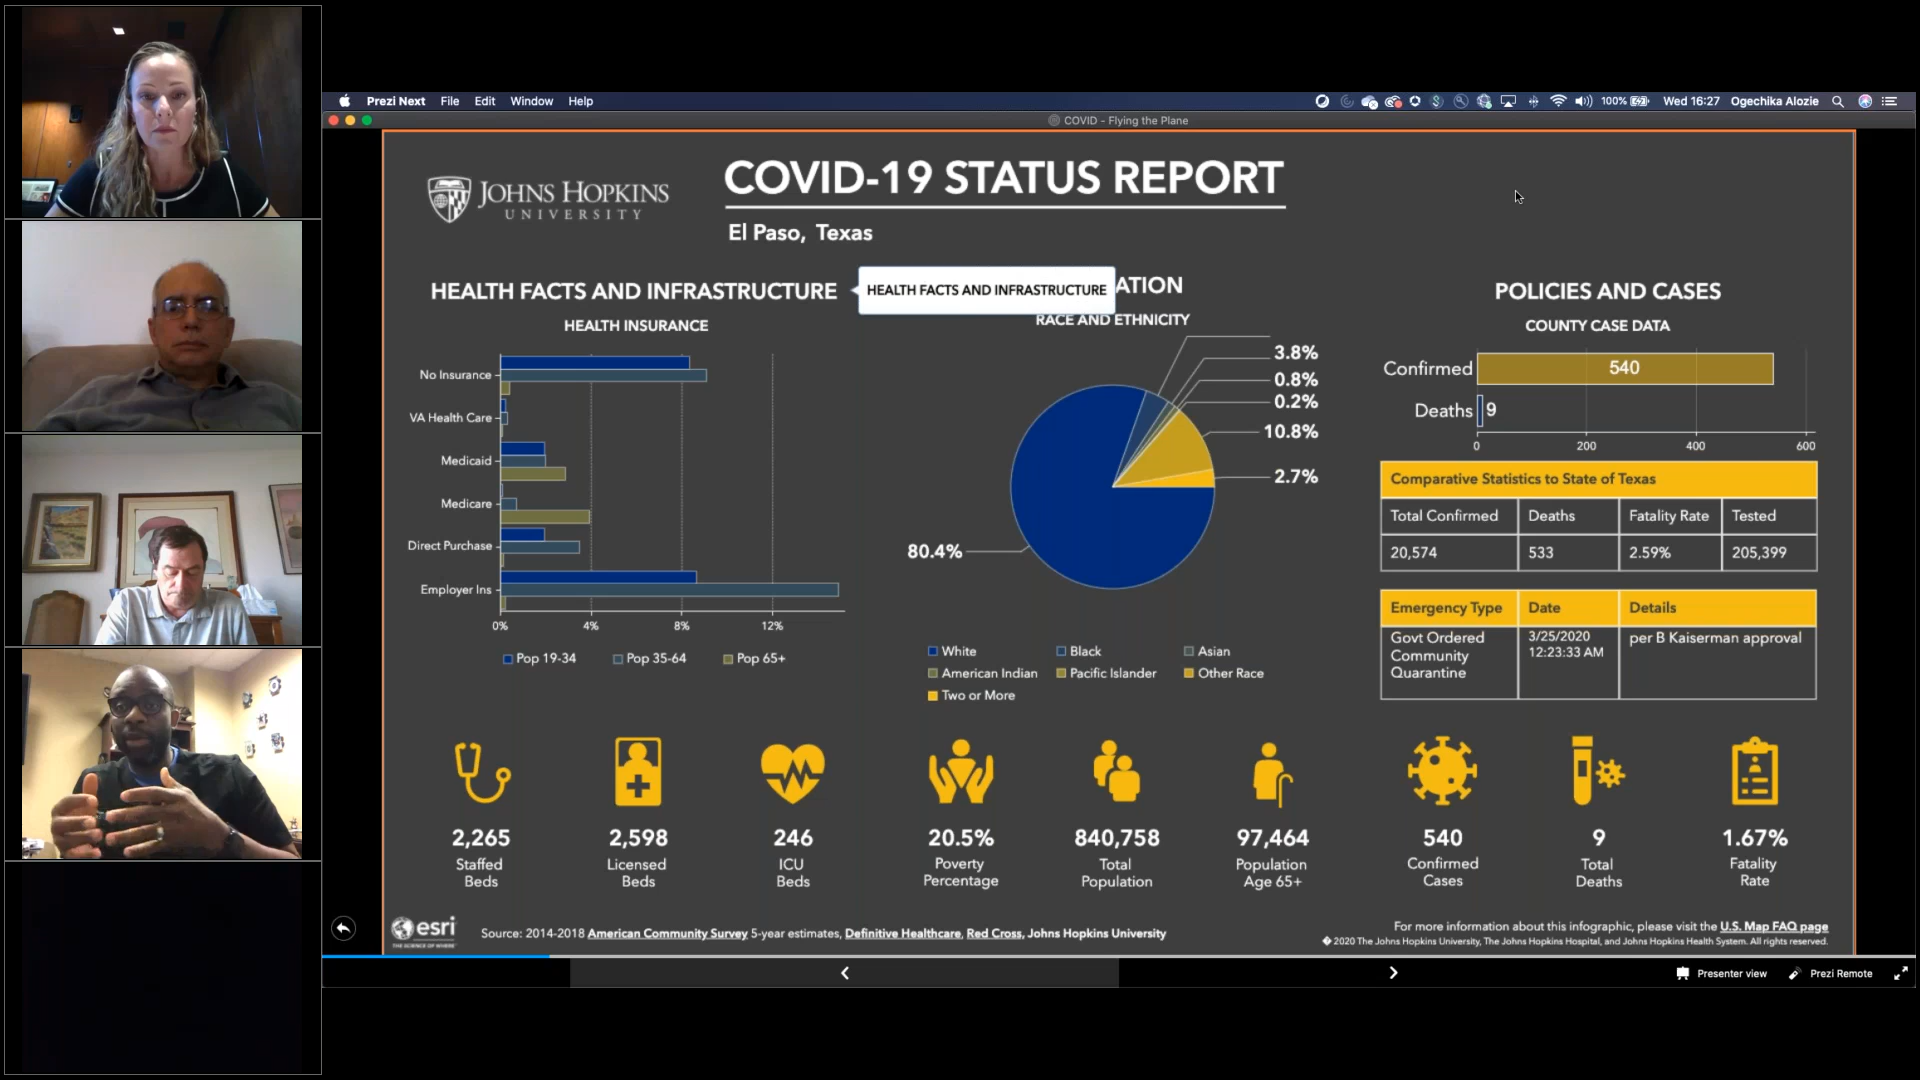 Prezi Next File Edit Window Help
100% Wed 16:27 Ogechika Alozie
COVID - Flying the Plane
JOHNS HOPKINS
UNIVERSITY
COVID-19 STATUS REPORT
El Paso, Texas
HEALTH FACTS AND INFRASTRUCTURE
HEALTH FACTS AND INFRASTRUCTURE
ATION
HEALTH INSURANCE
No Insurance
VA Health Care
Medicaid
Medicare
Direct Purchase
Employer Ins
0% 4% 8% 12%
Pop 19-34 Pop 35-64 Pop 65+
RACE AND ETHNICITY
3.8%
0.8%
0.2%
10.8%
2.7%
80.4%
White Black Asian
American Indian Pacific Islander Other Race
Two or More
POLICIES AND CASES
COUNTY CASE DATA
Confirmed 540
Deaths 9
0 200 400 600
Comparative Statistics to State of Texas
Total Confirmed Deaths Fatality Rate Tested
20,574 533 2.59% 205,399
Emergency Type Date Details
Govt Ordered
Community
Quarantine
3/25/2020
12:23:33 AM
per B Kaiserman approval
2,265
Staffed
Beds
2,598
Licensed
Beds
246
ICU
Beds
20.5%
Poverty
Percentage
840,758
Total
Population
97,464
Population
Age 65+
540
Confirmed
Cases
9
Total
Deaths
1.67%
Fatality
Rate
esri
THE SCIENCE OF WHERE
Source: 2014-2018 American Community Survey 5-year estimates, Definitive Healthcare, Red Cross, Johns Hopkins University
For more information about this infographic, please visit the U.S. Map FAQ page
� 2020 The Johns Hopkins University, The Johns Hopkins Hospital, and Johns Hopkins Health System. All rights reserved.
Presenter view Prezi Remote